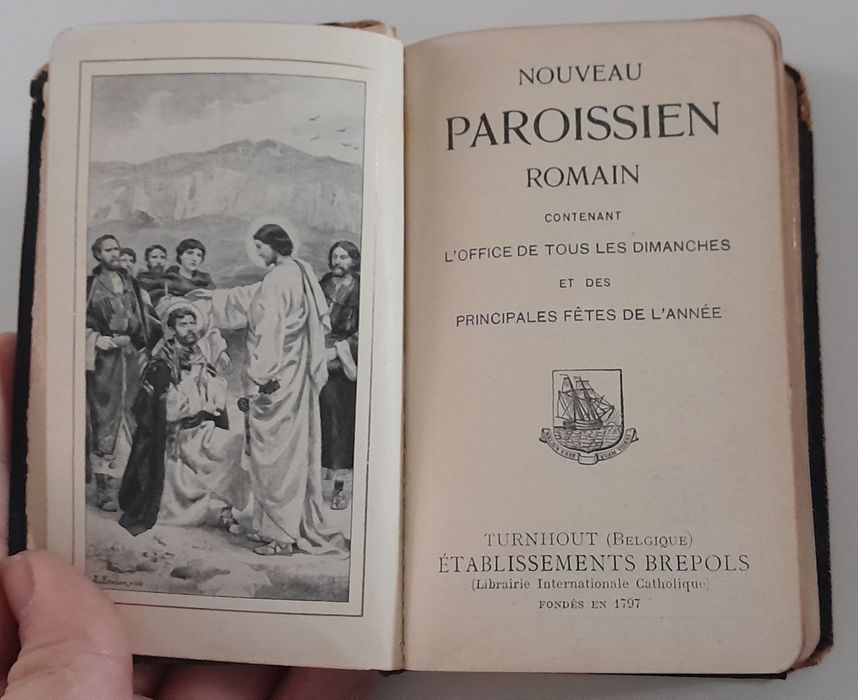 NOUVEAU
PAROISSIEN
ROMAIN
CONTENANT
L'OFFICE DE TOUS LES DIMANCHES
ET DES
PRINCIPALES FÊTES DE L'ANNÉE
TURNHOUT (BELGIQUE)
ÉTABLISSEMENTS BREPOLS
(Librairie Internationale Catholique)
FONDÉS EN 1797